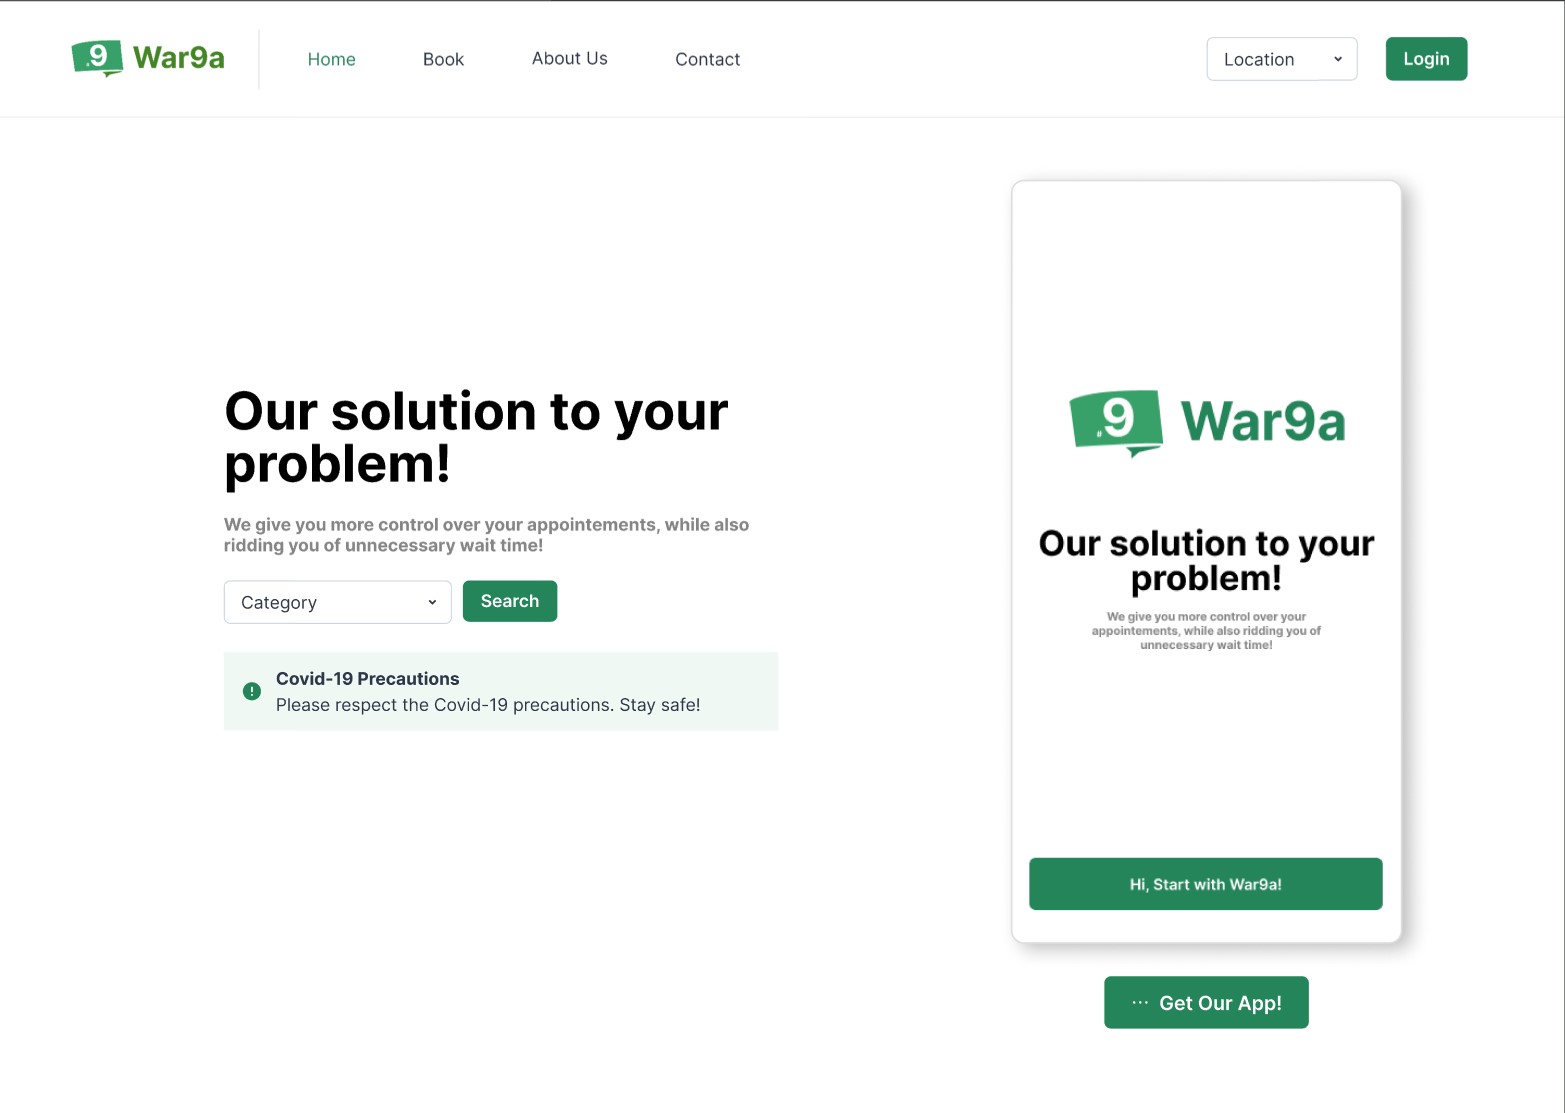 9 War9a
Home
Book
About Us
Contact
Location
Login
Our solution to your
problem!
We give you more control over your appointements, while also
ridding you of unnecessary wait time!
Category
Search
Covid-19 Precautions
Please respect the Covid-19 precautions. Stay safe!
#9 War9a
Our solution to your
problem!
We give you more control over your
appointements, while also ridding you of
unnecessary wait time!
Hi, Start with War9a!
··· Get Our App!